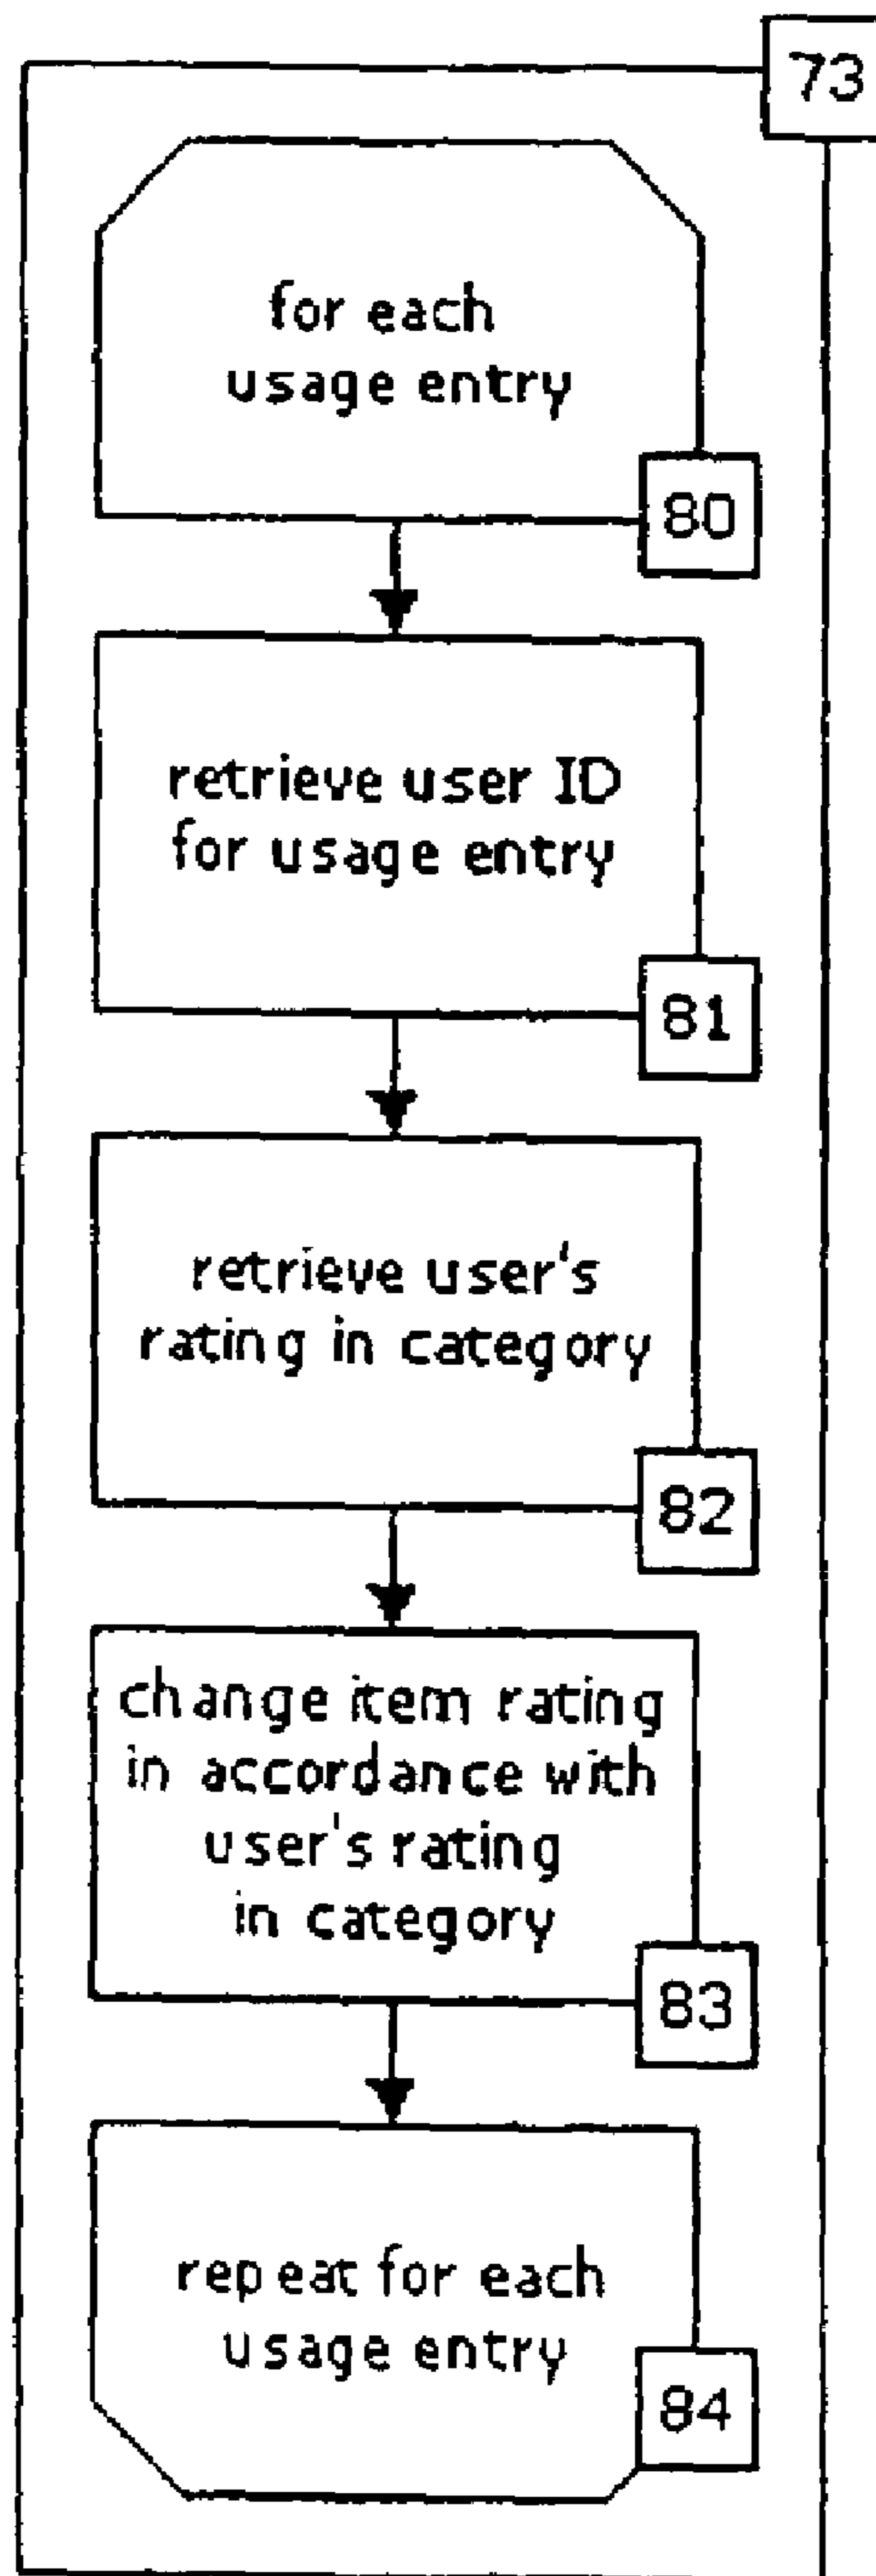 73
for each
usage entry
80
retrieve user ID
for usage entry
81
retrieve user's
rating in category
82
change item rating
in accordance with
user's rating
in category
83
repeat for each
usage entry
84